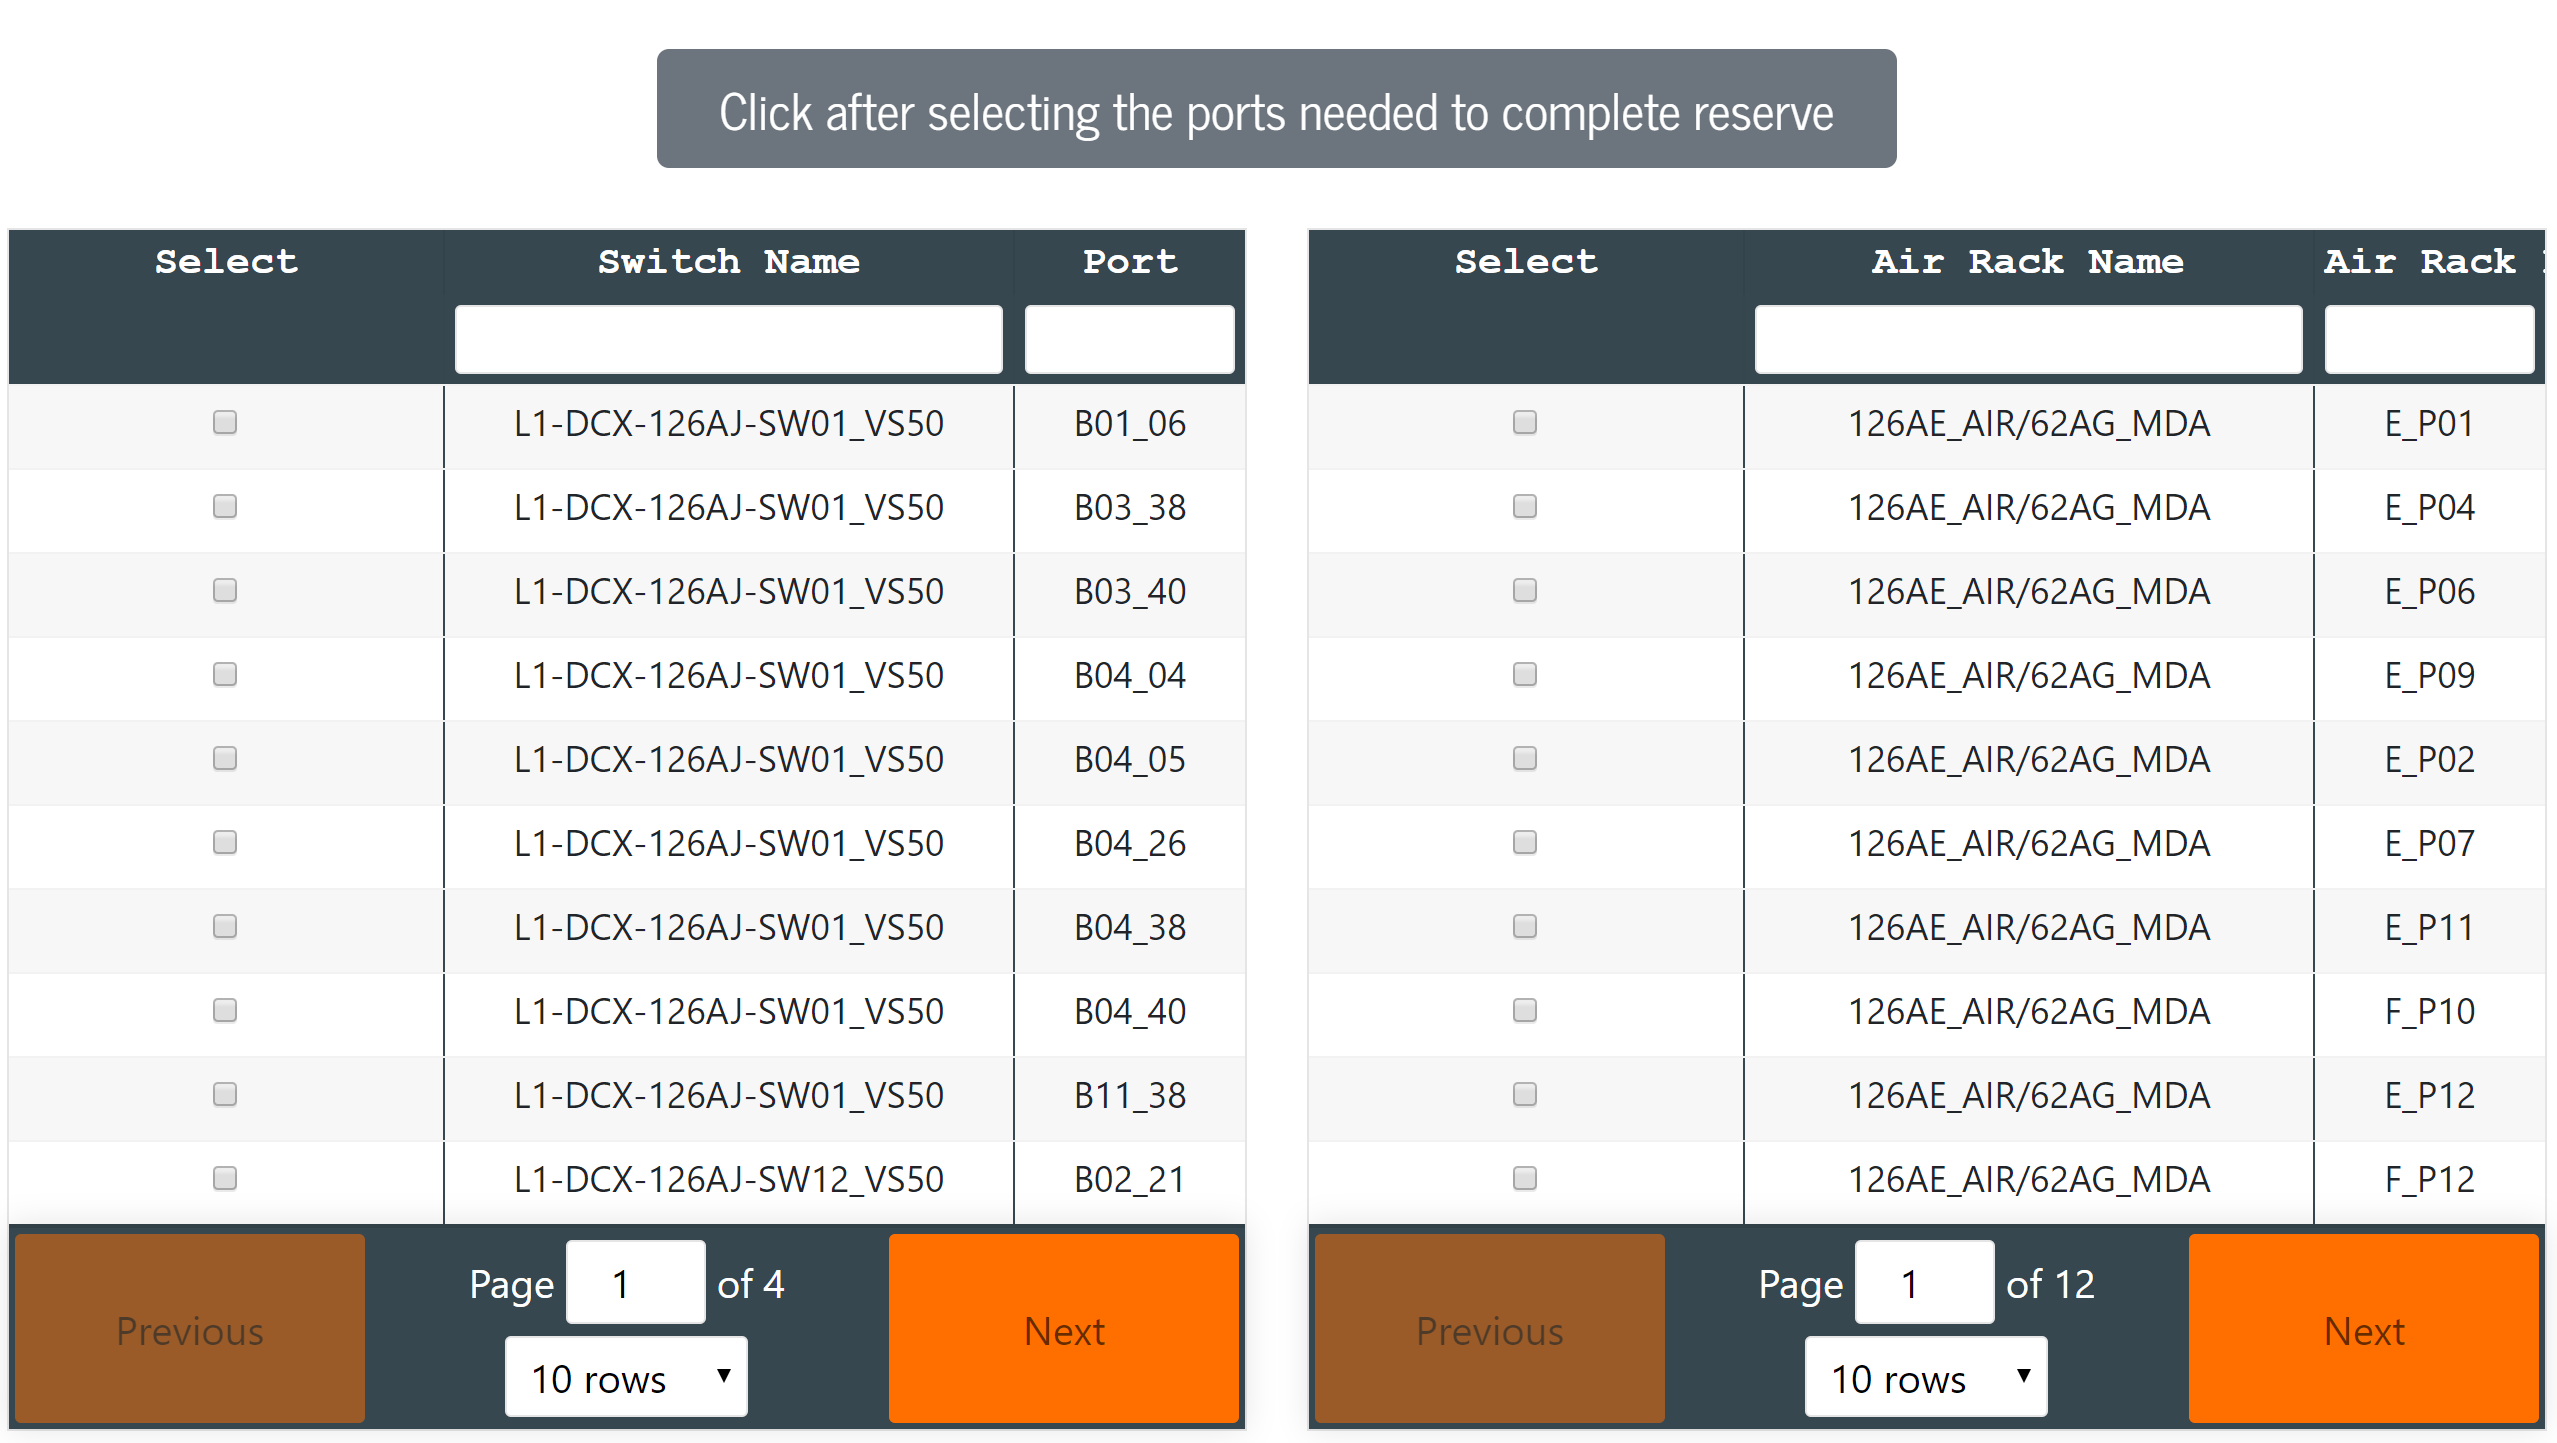 Click after selecting the ports needed to complete reserve
Select Switch Name Port
L1-DCX-126AJ-SW01_VS50 B01_06
L1-DCX-126AJ-SW01_VS50 B03_38
L1-DCX-126AJ-SW01_VS50 B03_40
L1-DCX-126AJ-SW01_VS50 B04_04
L1-DCX-126AJ-SW01_VS50 B04_05
L1-DCX-126AJ-SW01_VS50 B04_26
L1-DCX-126AJ-SW01_VS50 B04_38
L1-DCX-126AJ-SW01_VS50 B04_40
L1-DCX-126AJ-SW01_VS50 B11_38
L1-DCX-126AJ-SW12_VS50 B02_21
Previous
Page 1 of 4
10 rows
Next
Select Air Rack Name Air Rack
126AE_AIR/62AG_MDA E_P01
126AE_AIR/62AG_MDA E_P04
126AE_AIR/62AG_MDA E_P06
126AE_AIR/62AG_MDA E_P09
126AE_AIR/62AG_MDA E_P02
126AE_AIR/62AG_MDA E_P07
126AE_AIR/62AG_MDA E_P11
126AE_AIR/62AG_MDA F_P10
126AE_AIR/62AG_MDA E_P12
126AE_AIR/62AG_MDA F_P12
Previous
Page 1 of 12
10 rows
Next